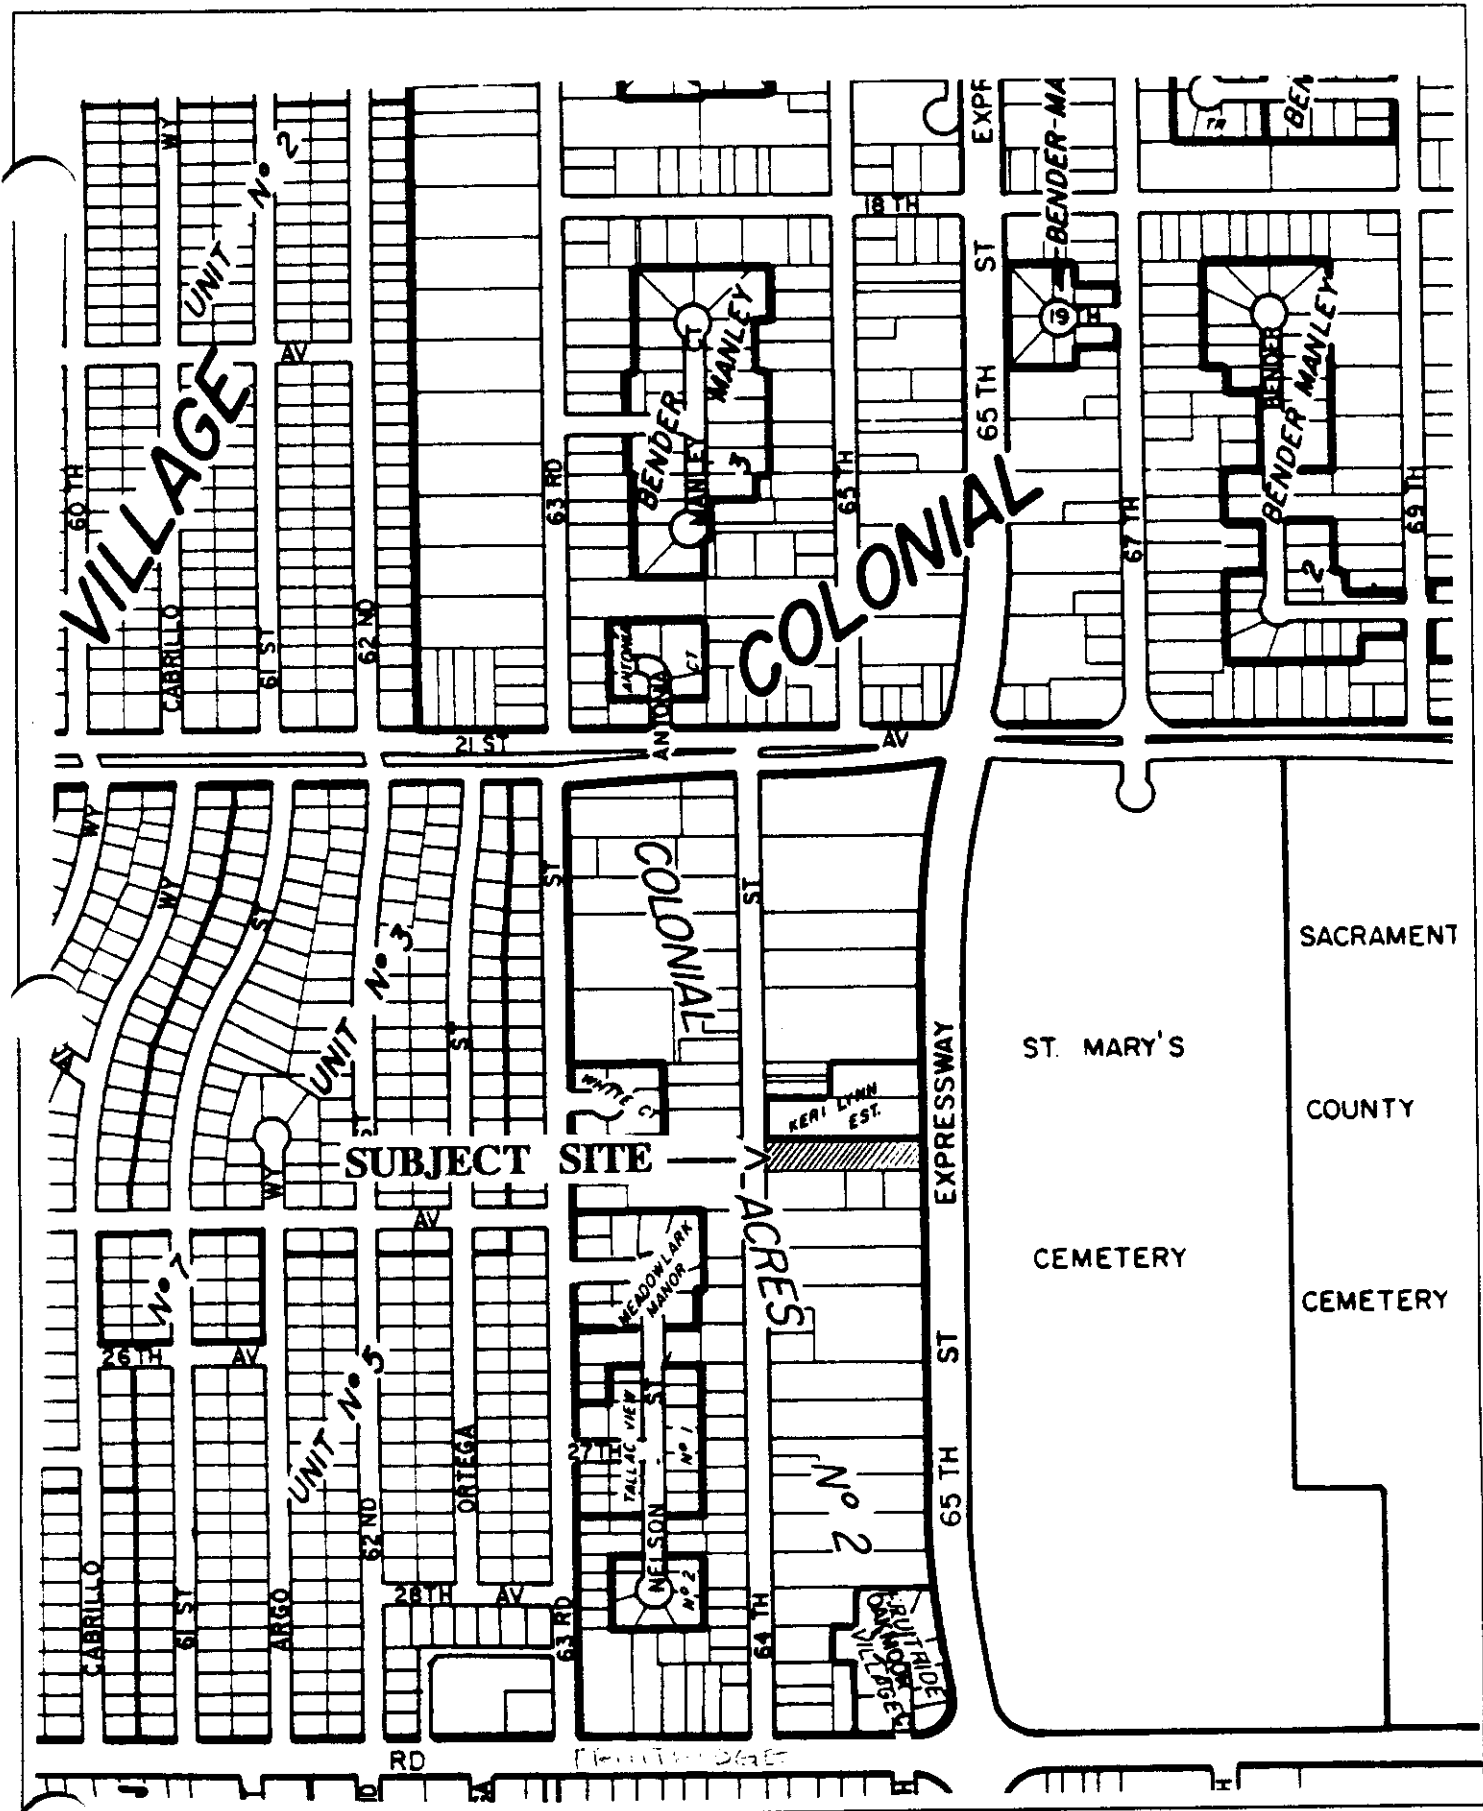 WY
UNIT Nº 2
EXPR
BENDER-MA
BEN
18 TH
65 TH ST
19 H
AV
VILLAGE
BENDER MANLEY 3
MANLEY CT
BENDER
BENDER MANLEY 2
60 TH
63 RD
65 TH
67 TH
69 TH
COLONIAL
CABRILLO
61 ST
62 ND
ANTONIA CT
ANTONIA
21 ST
AV
WY
WY
ST
ST
ST
COLONIAL
UNIT Nº 3
ST
SACRAMENT
ST. MARY'S
COUNTY
CEMETERY
CEMETERY
WHITE CT
KERI LYNN
EST.
EXPRESSWAY
SUBJECT SITE
WY
AV
ACRES
Nº 7
MEADOWLARK
MANOR
26TH AV
UNIT Nº 5
ST
TALLAC VIEW
Nº 1
27TH
ORTEGA
Nº 2
65 TH ST
62 ND
NELSON
Nº 2
28TH AV
CABRILLO
61 ST
ARGO
63 RD
64 TH
VILLAGE
RD